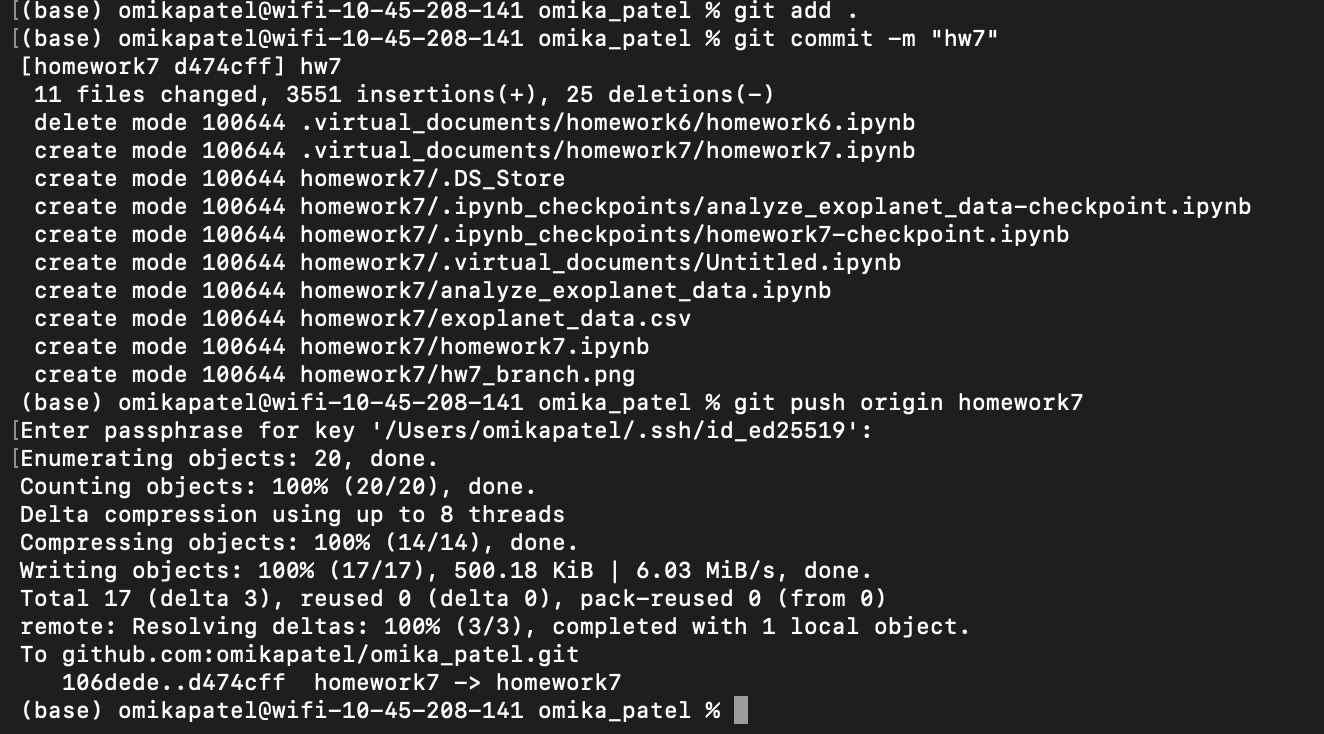 [(base) omikapatel@wifi-10-45-208-141 omika_patel % git add .
[(base) omikapatel@wifi-10-45-208-141 omika_patel % git commit -m "hw7"
[homework7 d474cff] hw7
 11 files changed, 3551 insertions(+), 25 deletions(-)
 delete mode 100644 .virtual_documents/homework6/homework6.ipynb
 create mode 100644 .virtual_documents/homework7/homework7.ipynb
 create mode 100644 homework7/.DS_Store
 create mode 100644 homework7/.ipynb_checkpoints/analyze_exoplanet_data-checkpoint.ipynb
 create mode 100644 homework7/.ipynb_checkpoints/homework7-checkpoint.ipynb
 create mode 100644 homework7/.virtual_documents/Untitled.ipynb
 create mode 100644 homework7/analyze_exoplanet_data.ipynb
 create mode 100644 homework7/exoplanet_data.csv
 create mode 100644 homework7/homework7.ipynb
 create mode 100644 homework7/hw7_branch.png
(base) omikapatel@wifi-10-45-208-141 omika_patel % git push origin homework7
[Enter passphrase for key '/Users/omikapatel/.ssh/id_ed25519':
[Enumerating objects: 20, done.
Counting objects: 100% (20/20), done.
Delta compression using up to 8 threads
Compressing objects: 100% (14/14), done.
Writing objects: 100% (17/17), 500.18 KiB | 6.03 MiB/s, done.
Total 17 (delta 3), reused 0 (delta 0), pack-reused 0 (from 0)
remote: Resolving deltas: 100% (3/3), completed with 1 local object.
To github.com:omikapatel/omika_patel.git
   106dede..d474cff  homework7 -> homework7
(base) omikapatel@wifi-10-45-208-141 omika_patel %